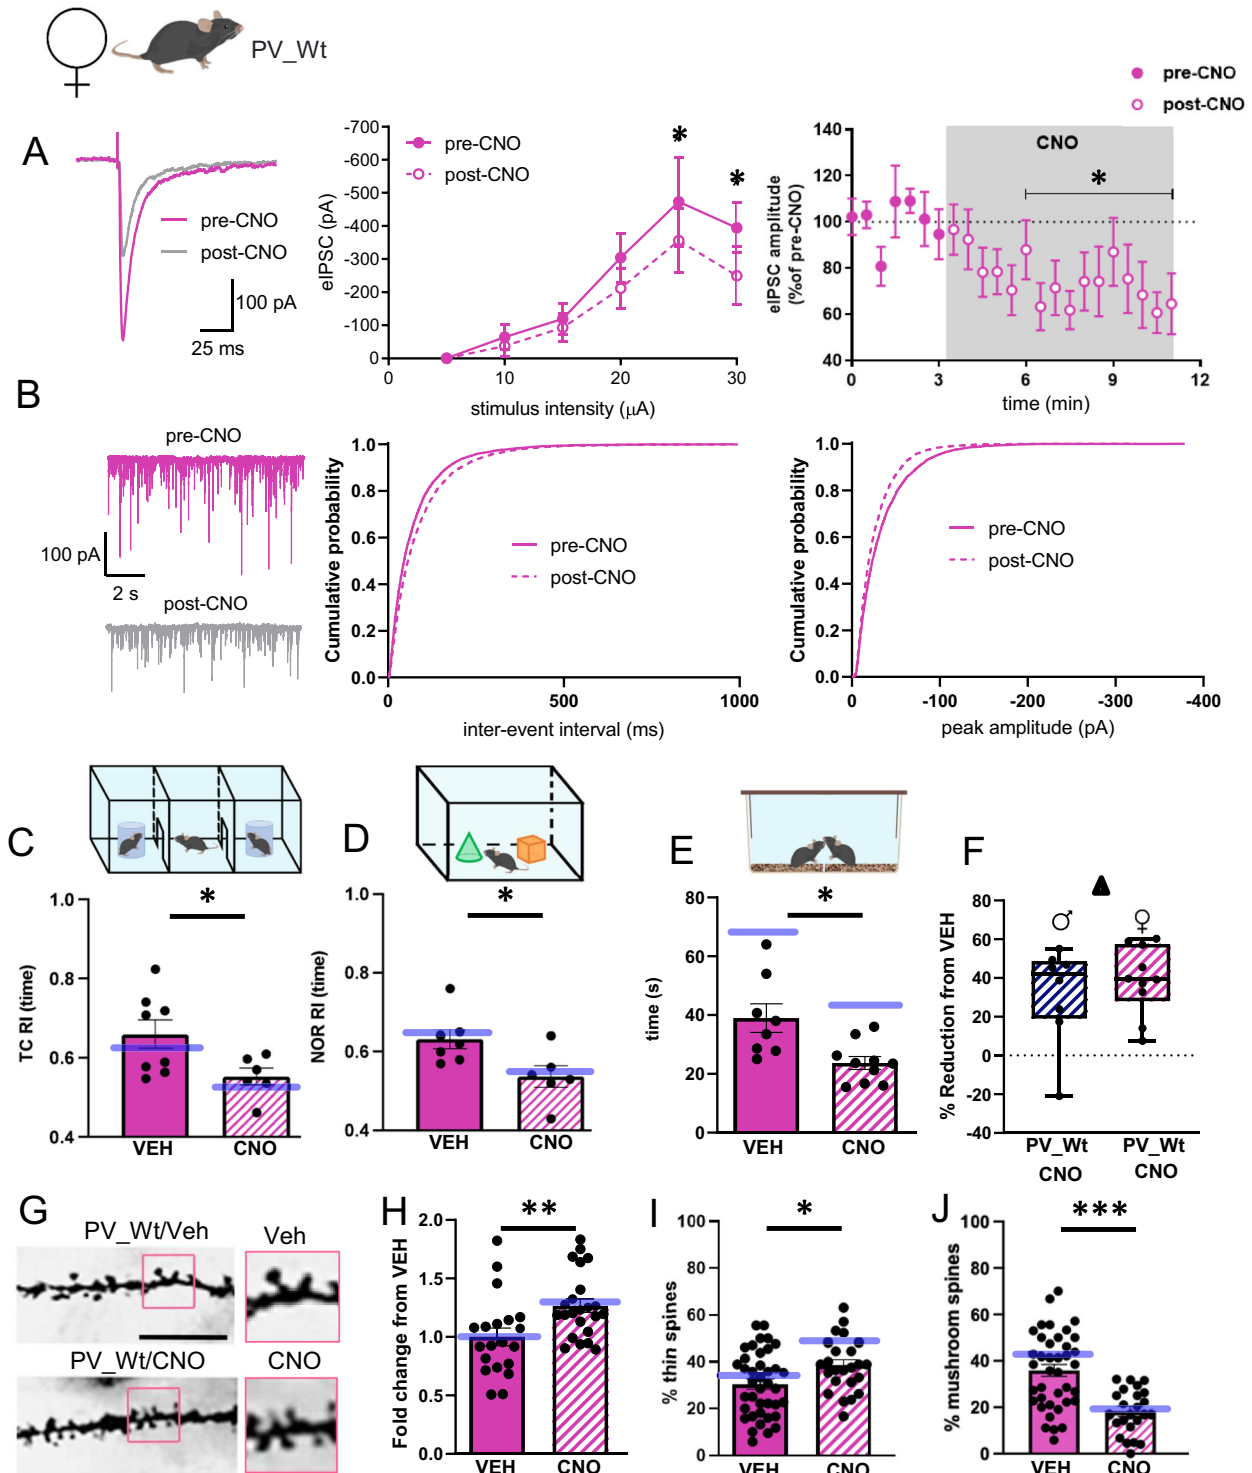 PV_Wt
A
pre-CNO
post-CNO
100 pA
25 ms
-700
-600
-500
-400
-300
-200
-100
0
eIPSC (pA)
pre-CNO
post-CNO
*
*
0
10
20
30
stimulus intensity (μA)
pre-CNO
post-CNO
140
120
100
80
60
40
eIPSC amplitude
(%of pre-CNO)
CNO
*
0
3
6
9
12
time (min)
B
pre-CNO
100 pA
2 s
post-CNO
1.0
0.8
0.6
0.4
0.2
0.0
Cumulative probability
pre-CNO
post-CNO
0
500
1000
inter-event interval (ms)
1.0
0.8
0.6
0.4
0.2
0.0
Cumulative probability
pre-CNO
post-CNO
0
-100
-200
-300
-400
peak amplitude (pA)
C
1.0
0.8
0.6
0.4
TC RI (time)
*
VEH
CNO
D
1.0
0.8
0.6
0.4
NOR RI (time)
*
VEH
CNO
E
80
60
40
20
0
time (s)
*
VEH
CNO
F
80
60
40
20
0
-20
-40
% Reduction from VEH
♂
♀
PV_Wt
CNO
PV_Wt
CNO
G
PV_Wt/Veh
Veh
PV_Wt/CNO
CNO
H
2.0
1.5
1.0
0.5
0.0
Fold change from VEH
**
VEH
CNO
I
100
80
60
40
20
0
% thin spines
*
VEH
CNO
J
100
80
60
40
20
0
% mushroom spines
***
VEH
CNO